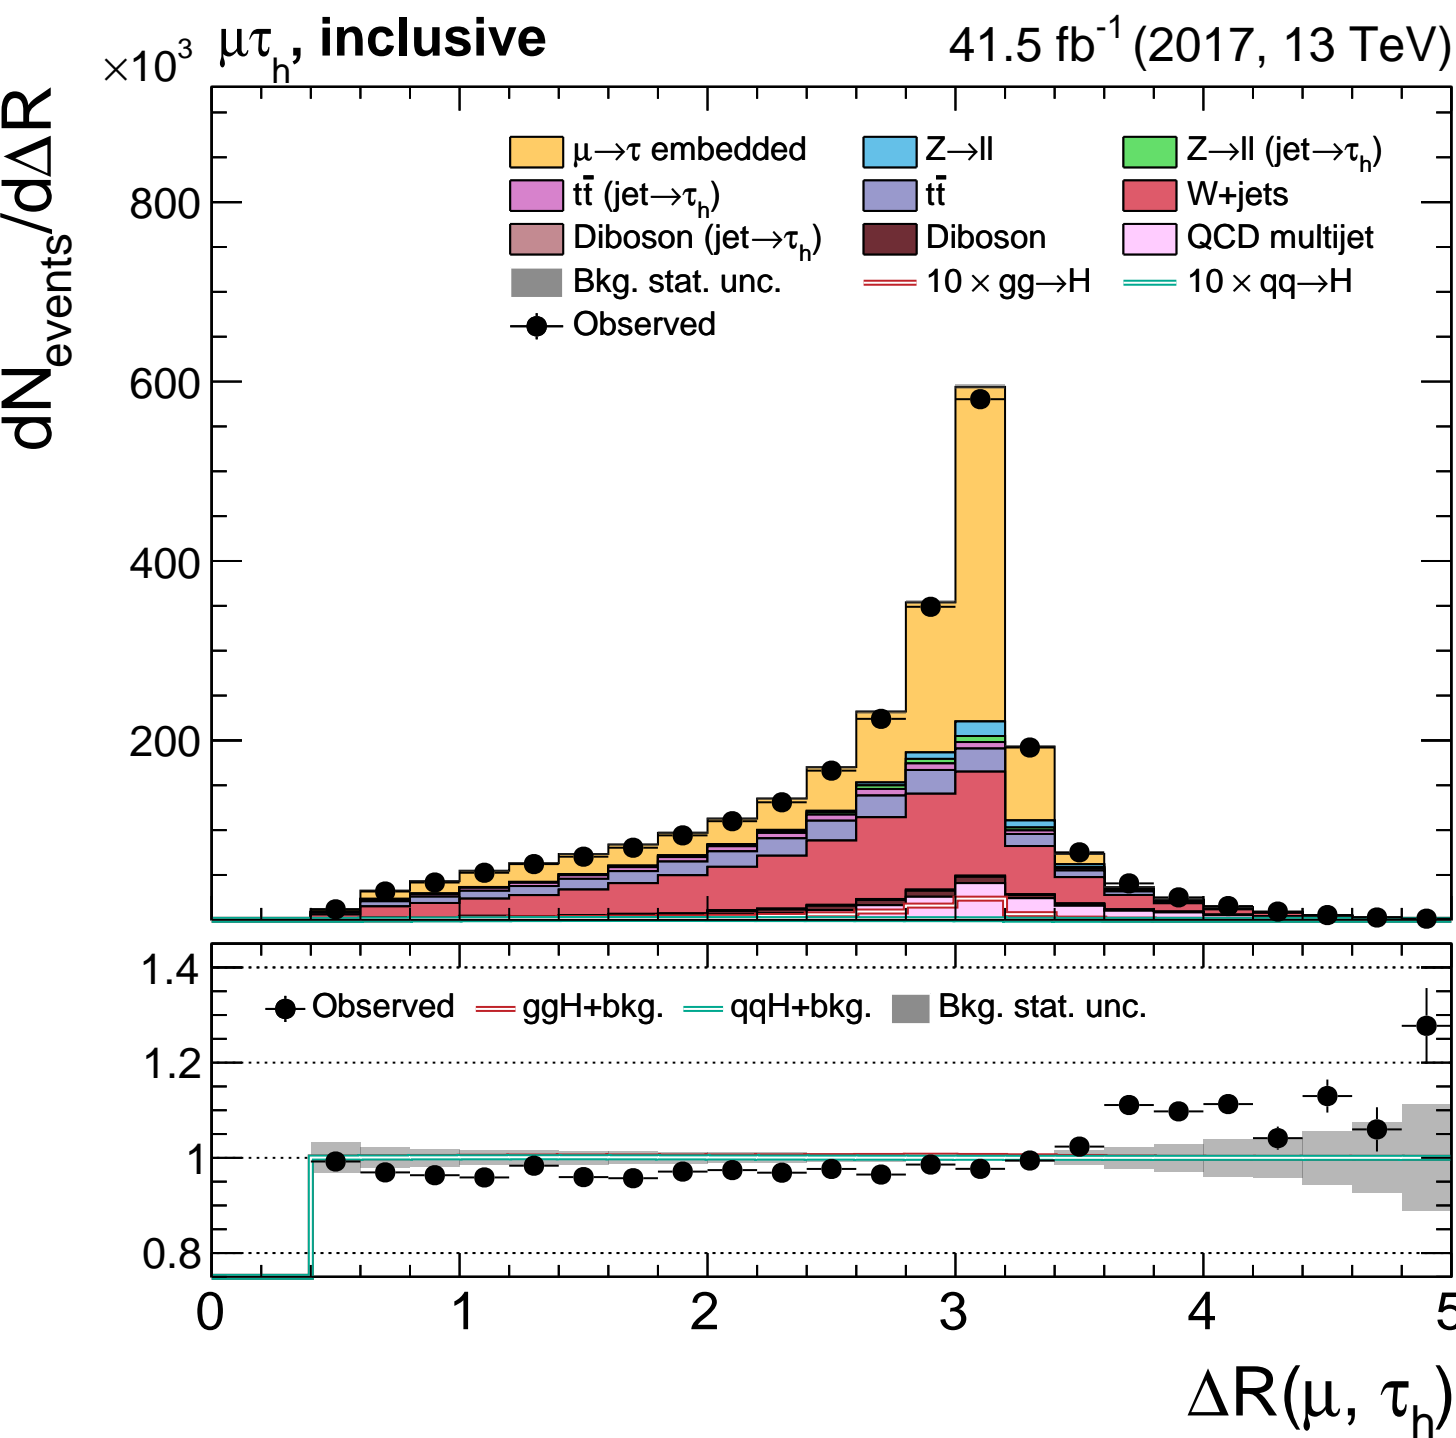 ×10³ μτₕ, inclusive 41.5 fb⁻¹ (2017, 13 TeV)
dN_events/dΔR
800
600
400
200
μ→τ embedded Z→ll Z→ll (jet→τₕ)
tt̄ (jet→τₕ) tt̄ W+jets
Diboson (jet→τₕ) Diboson QCD multijet
Bkg. stat. unc. 10 × gg→H 10 × qq→H
Observed
1.4
1.2
1
0.8
Observed ggH+bkg. qqH+bkg. Bkg. stat. unc.
0 1 2 3 4 5
ΔR(μ, τₕ)